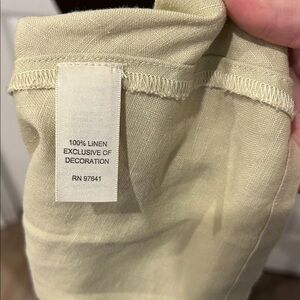 100% LINEN
EXCLUSIVE OF
DECORATION
RN 97841